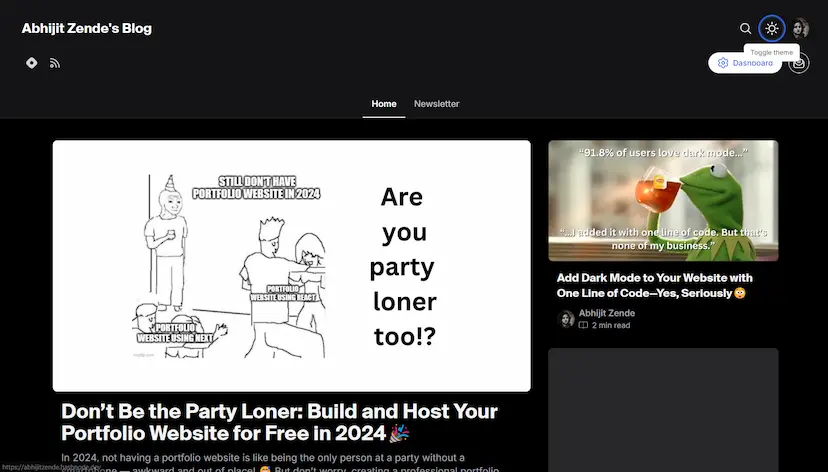 Abhijit Zende's Blog
Toggle theme
Dashboard
Home
Newsletter
STILL DON'T HAVE
PORTFOLIO WEBSITE IN 2024
PORTFOLIO
WEBSITE USING REACT
PORTFOLIO
WEBSITE USING NEXT
imgflip.com
Are
you
party
loner
too!?
Don't Be the Party Loner: Build and Host Your
Portfolio Website for Free in 2024 🎉
In 2024, not having a portfolio website is like being the only person at a party without a
smartphone — awkward and out of place! 😅 But don't worry, creating a professional portfolio
“91.8% of users love dark mode...”
“...I added it with one line of code. But that's
none of my business.”
Add Dark Mode to Your Website with
One Line of Code—Yes, Seriously😳
Abhijit Zende
2 min read
https://abhijitzende.hashnode.dev